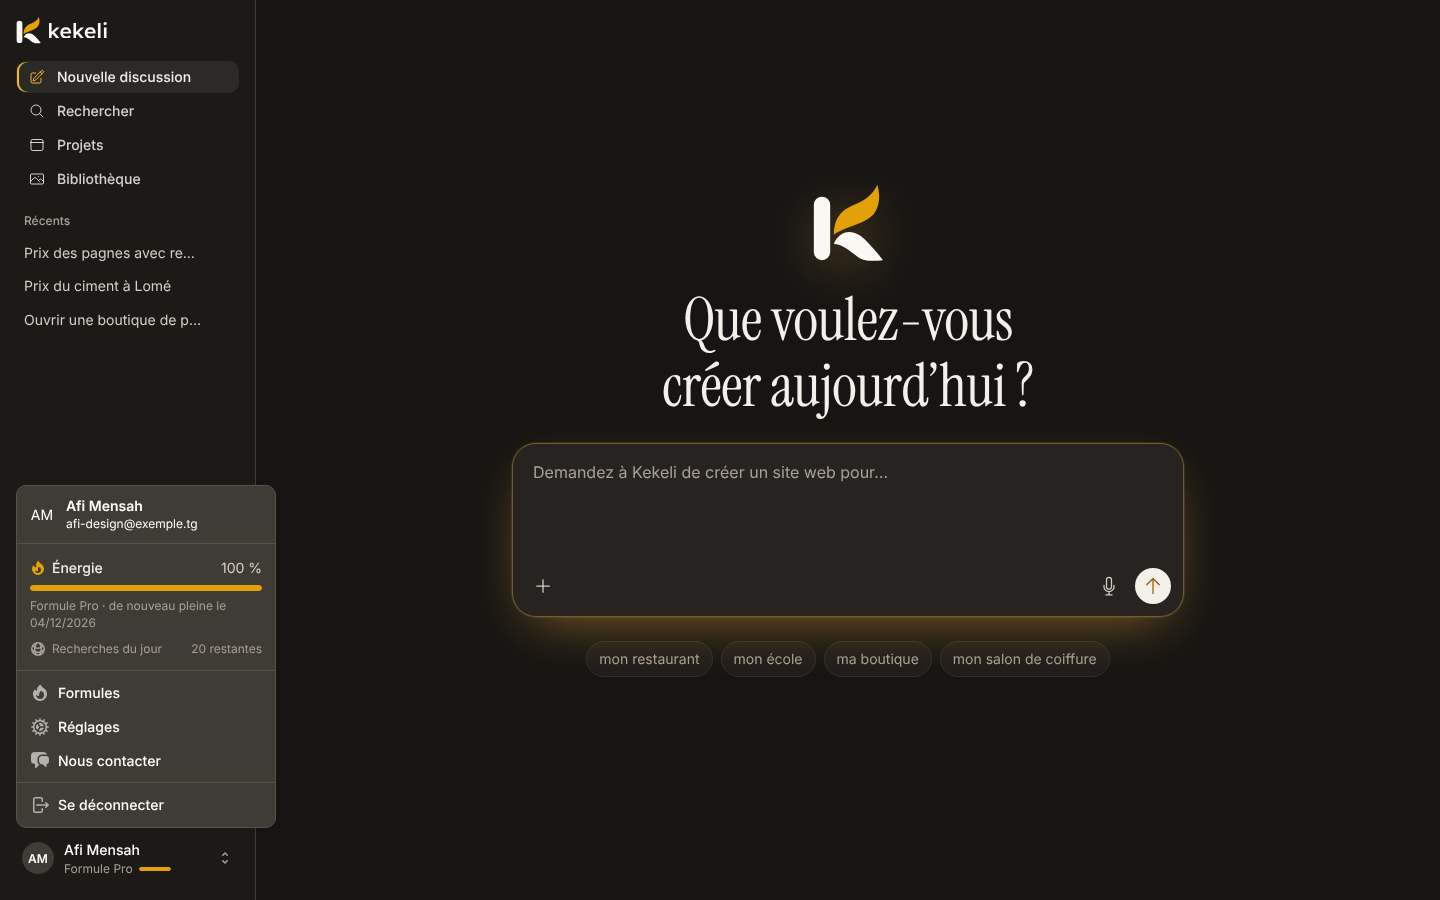 kekeli
Nouvelle discussion
Rechercher
Projets
Bibliothèque
Récents
Prix des pagnes avec re...
Prix du ciment à Lomé
Ouvrir une boutique de p...
AM
Afi Mensah
afi-design@exemple.tg
Énergie 100 %
Formule Pro · de nouveau pleine le
04/12/2026
Recherches du jour 20 restantes
Formules
Réglages
Nous contacter
Se déconnecter
AM
Afi Mensah
Formule Pro
Que voulez-vous
créer aujourd’hui ?
Demandez à Kekeli de créer un site web pour...
mon restaurant
mon école
ma boutique
mon salon de coiffure